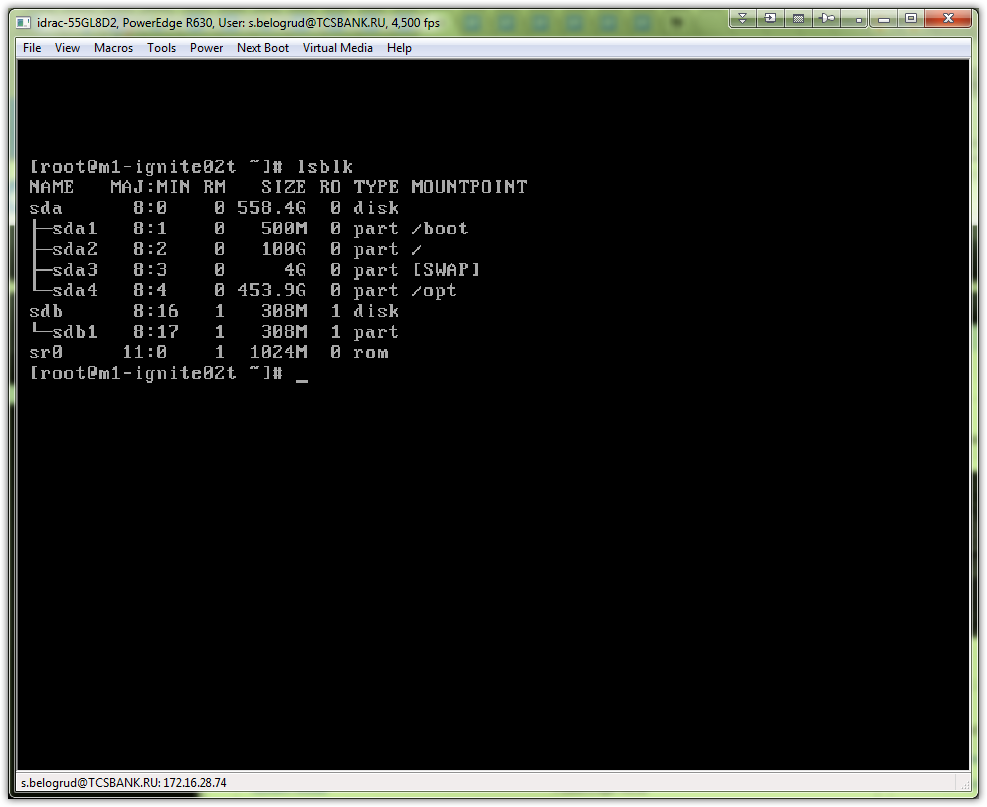 idrac-55GL8D2, PowerEdge R630, User: s.belogrud@TCSBANK.RU, 4,500 fps
File View Macros Tools Power Next Boot Virtual Media Help
[root@m1-ignite02t ~]# lsblk
NAME   MAJ:MIN RM   SIZE RO TYPE MOUNTPOINT
sda      8:0    0 558.4G  0 disk
├─sda1   8:1    0   500M  0 part /boot
├─sda2   8:2    0   100G  0 part /
├─sda3   8:3    0     4G  0 part [SWAP]
└─sda4   8:4    0 453.9G  0 part /opt
sdb      8:16   1   308M  1 disk
└─sdb1   8:17   1   308M  1 part
sr0     11:0    1  1024M  0 rom
[root@m1-ignite02t ~]# _
s.belogrud@TCSBANK.RU: 172.16.28.74